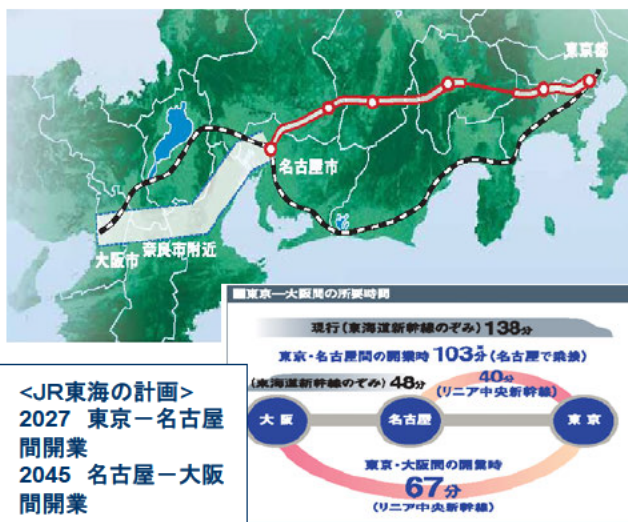 東京都
名古屋市
奈良市附近
大阪市
■東京―大阪間の所要時間
現行(東海道新幹線のぞみ)138分
東京・名古屋間の開業時 103分(名古屋で乗換)
(東海道新幹線のぞみ)48分
40分
(リニア中央新幹線)
大阪
名古屋
東京
東京・大阪間の開業時
67分
(リニア中央新幹線)
<JR東海の計画>
2027 東京－名古屋
間開業
2045 名古屋－大阪
間開業